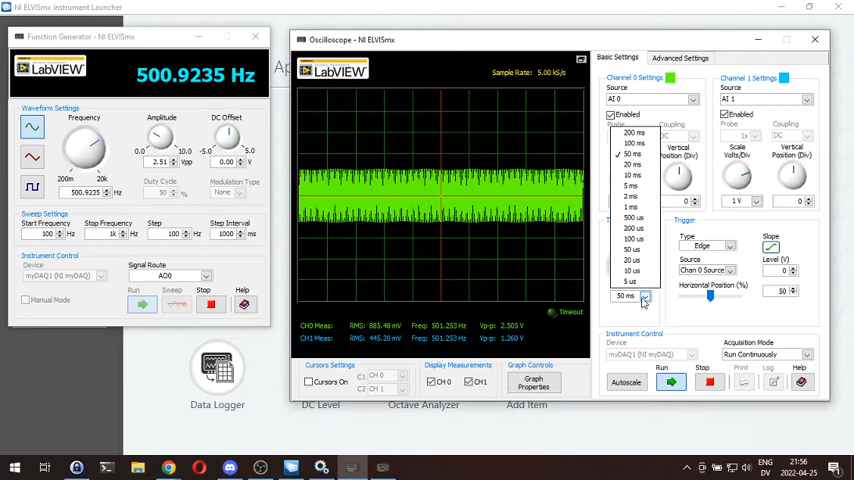 NI ELVISmx Instrument Launcher
Function Generator - NI ELVISmx
LabVIEW
500.9235 Hz
Waveform Settings
Frequency
Amplitude
DC Offset
200m
20k
0.0
10.0
-5.0
5.0
2.51
Vpp
0.00
V
Duty Cycle
Modulation Type
500.9235
Hz
50
%
None
Sweep Settings
Start Frequency
Stop Frequency
Step
Step Interval
100
Hz
1k
Hz
100
Hz
1000
ms
Instrument Control
Device
Signal Route
myDAQ1 (NI myDAQ)
AO0
Manual Mode
Run
Sweep
Stop
Help
Oscilloscope - NI ELVISmx
LabVIEW
Sample Rate: 5.00 kS/s
Timeout
CH0 Meas:
RMS: 885.48 mV
Freq: 501.253 Hz
Vp-p: 2.505 V
CH1 Meas:
RMS: 445.20 mV
Freq: 501.253 Hz
Vp-p: 1.260 V
Cursors Settings
Display Measurements
Graph Controls
Cursors On
C1
CH 0
C2
CH 1
CH 0
CH1
Graph
Properties
Basic Settings
Advanced Settings
Channel 0 Settings
Channel 1 Settings
Source
Source
AI 0
AI 1
Enabled
Enabled
Probe
Coupling
Probe
Coupling
DC
1x
DC
Vertical
Position (Div)
Scale
Volts/Div
Vertical
Position (Div)
0
1 V
0
200 ms
100 ms
✓ 50 ms
20 ms
10 ms
5 ms
2 ms
1 ms
500 us
200 us
100 us
50 us
20 us
10 us
5 us
50 ms
Trigger
Type
Slope
Edge
Source
Level (V)
Chan 0 Source
0
Horizontal Position (%)
50
Instrument Control
Device
Acquisition Mode
myDAQ1 (NI myDAQ)
Run Continuously
Autoscale
Run
Stop
Print
Log
Help
Data Logger
DC Level
Octave Analyzer
Add Item
ENG
DV
21:56
2022-04-25